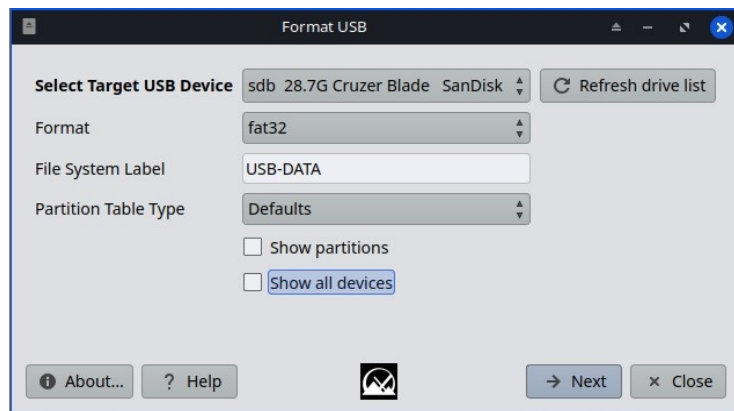 Format USB
Select Target USB Device sdb 28.7G Cruzer Blade SanDisk Refresh drive list
Format fat32
File System Label USB-DATA
Partition Table Type Defaults
Show partitions
Show all devices
About... ? Help Next Close